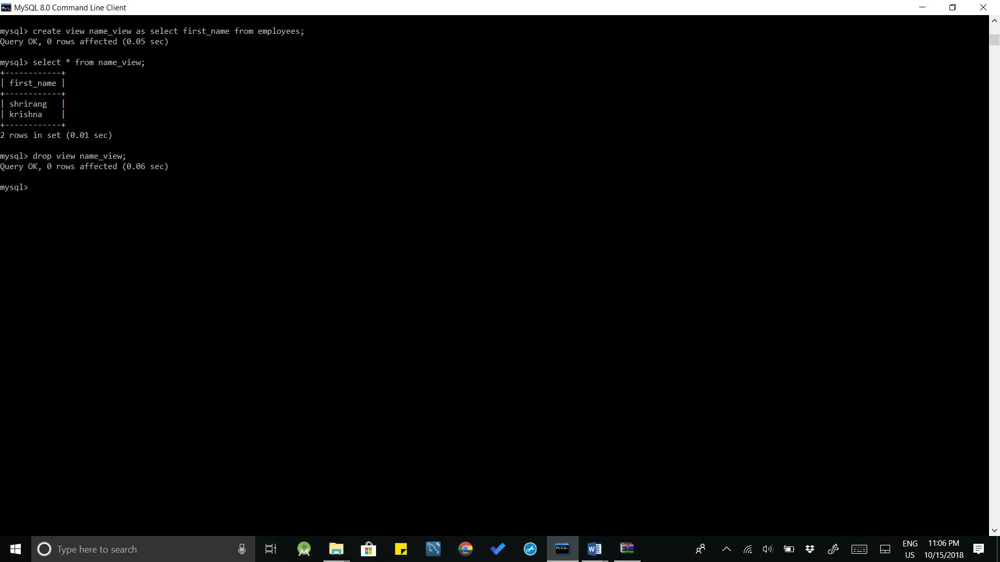 MySQL 8.0 Command Line Client
mysql> create view name_view as select first_name from employees;
Query OK, 0 rows affected (0.05 sec)
mysql> select * from name_view;
+------------+
| first_name |
+------------+
| shrirang   |
| krishna    |
+------------+
2 rows in set (0.01 sec)
mysql> drop view name_view;
Query OK, 0 rows affected (0.06 sec)
mysql>
Type here to search
ENG 11:06 PM
US 10/15/2018